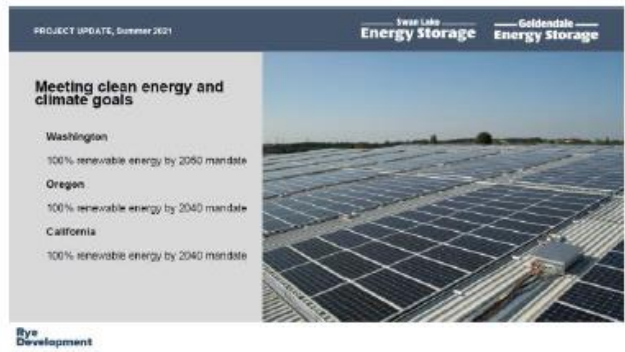 PROJECT UPDATE, Summer 2021
Swan Lake
Energy Storage
Goldendale
Energy Storage
Meeting clean energy and
climate goals
Washington
100% renewable energy by 2050 mandate
Oregon
100% renewable energy by 2040 mandate
California
100% renewable energy by 2040 mandate
Rye
Development